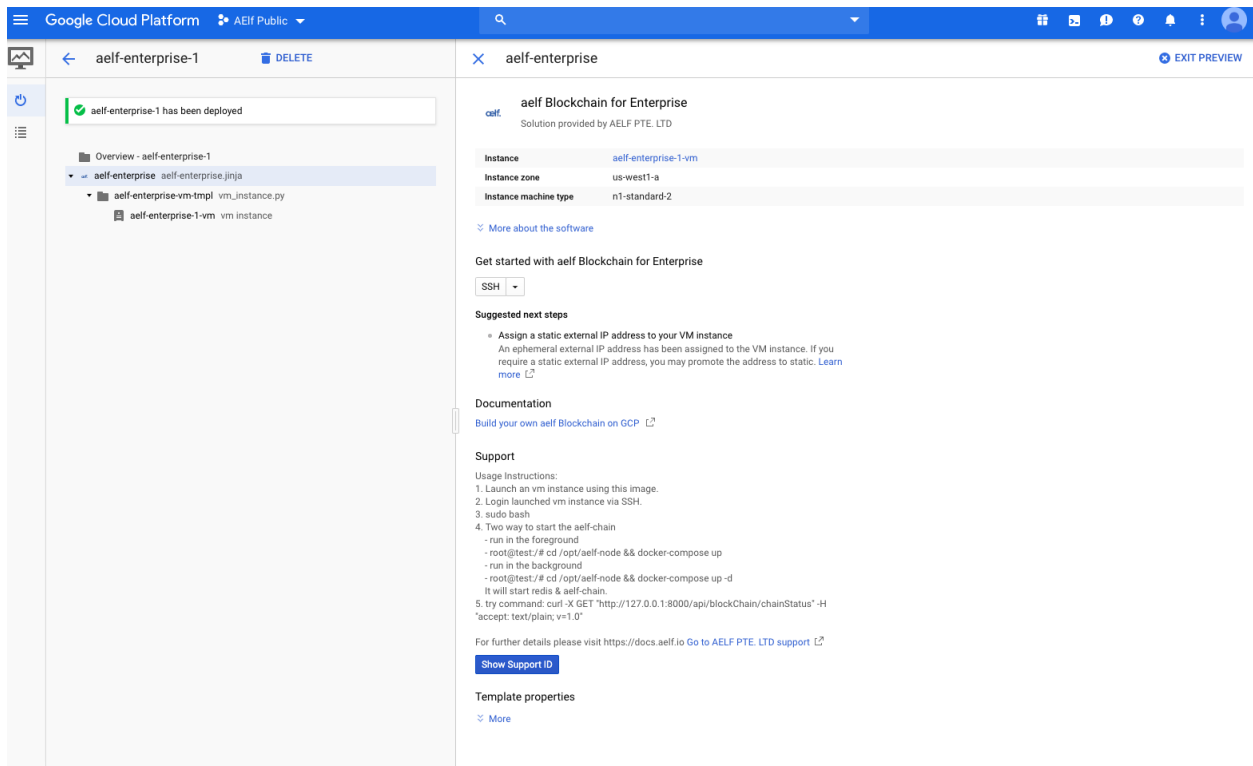 Google Cloud Platform AElf Public
aelf-enterprise-1 DELETE
aelf-enterprise-1 has been deployed
Overview - aelf-enterprise-1
aelf-enterprise aelf-enterprise.jinja
aelf-enterprise-vm-tmpl vm_instance.py
aelf-enterprise-1-vm vm instance
aelf-enterprise EXIT PREVIEW
aelf.
aelf Blockchain for Enterprise
Solution provided by AELF PTE. LTD
Instance aelf-enterprise-1-vm
Instance zone us-west1-a
Instance machine type n1-standard-2
More about the software
Get started with aelf Blockchain for Enterprise
SSH
Suggested next steps
Assign a static external IP address to your VM instance
An ephemeral external IP address has been assigned to the VM instance. If you
require a static external IP address, you may promote the address to static. Learn
more
Documentation
Build your own aelf Blockchain on GCP
Support
Usage Instructions:
1. Launch an vm instance using this image.
2. Login launched vm instance via SSH.
3. sudo bash
4. Two way to start the aelf-chain
- run in the foreground
- root@test:/# cd /opt/aelf-node && docker-compose up
- run in the background
- root@test:/# cd /opt/aelf-node && docker-compose up -d
It will start redis & aelf-chain.
5. try command: curl -X GET "http://127.0.0.1:8000/api/blockChain/chainStatus" -H
"accept: text/plain; v=1.0"
For further details please visit https://docs.aelf.io Go to AELF PTE. LTD support
Show Support ID
Template properties
More